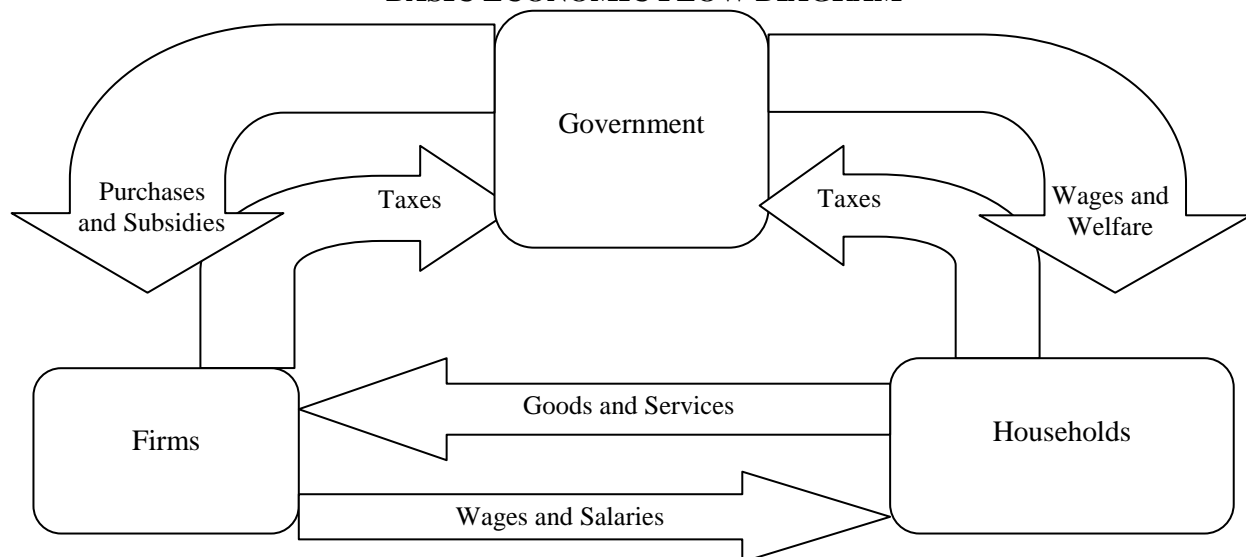 BASIC ECONOMIC FLOW DIAGRAM
Government
Purchases
and Subsidies
Taxes
Taxes
Wages and
Welfare
Goods and Services
Firms
Households
Wages and Salaries